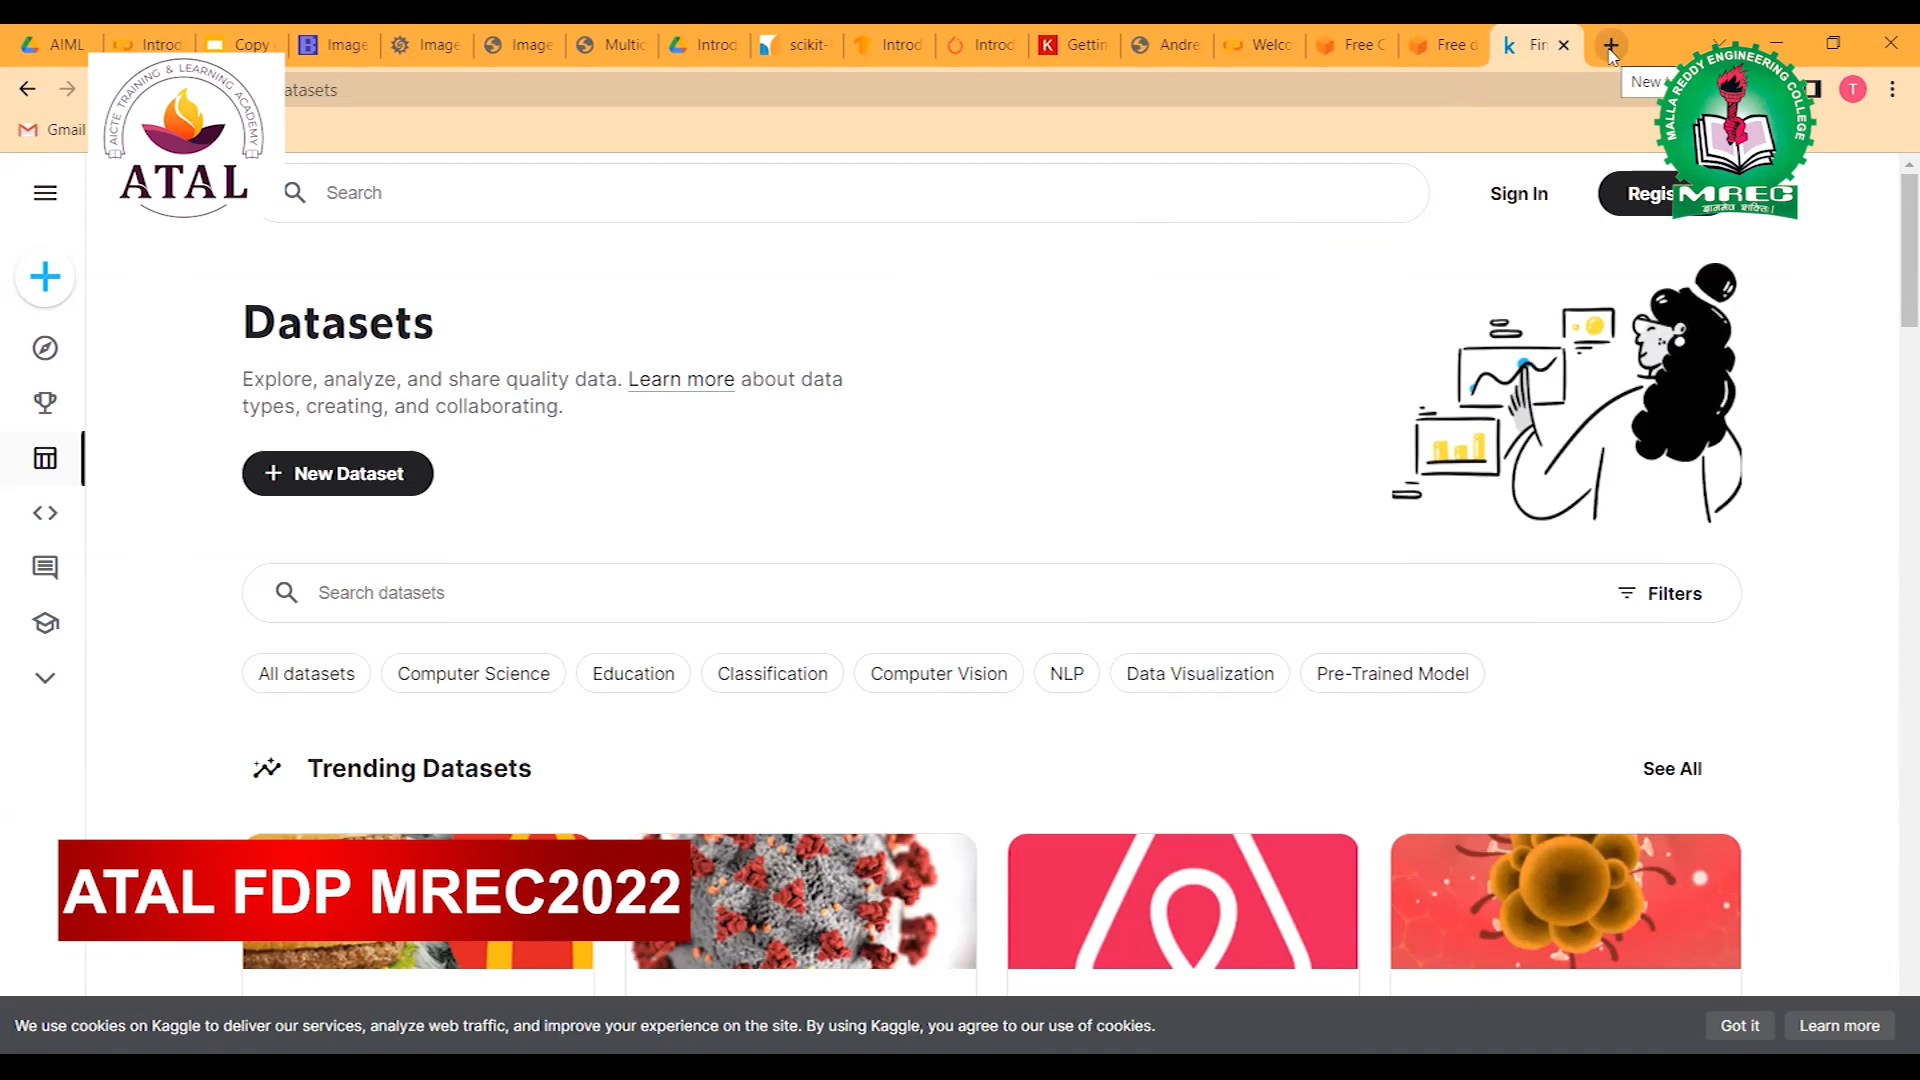 AIML
Introd
Copy
Image
Image
Image
Multic
Introd
scikit-
Introd
Introd
Gettin
Andre
Welco
Free C
Free d
Fin
atasets
New
T
Gmail
AICTE TRAINING & LEARNING ACADEMY
ATAL
MALLA REDDY ENGINEERING COLLEGE
MREC
Search
Sign In
Regis
Datasets
Explore, analyze, and share quality data. Learn more about data
types, creating, and collaborating.
+ New Dataset
Search datasets
Filters
All datasets
Computer Science
Education
Classification
Computer Vision
NLP
Data Visualization
Pre-Trained Model
Trending Datasets
See All
ATAL FDP MREC2022
We use cookies on Kaggle to deliver our services, analyze web traffic, and improve your experience on the site. By using Kaggle, you agree to our use of cookies.
Got it
Learn more